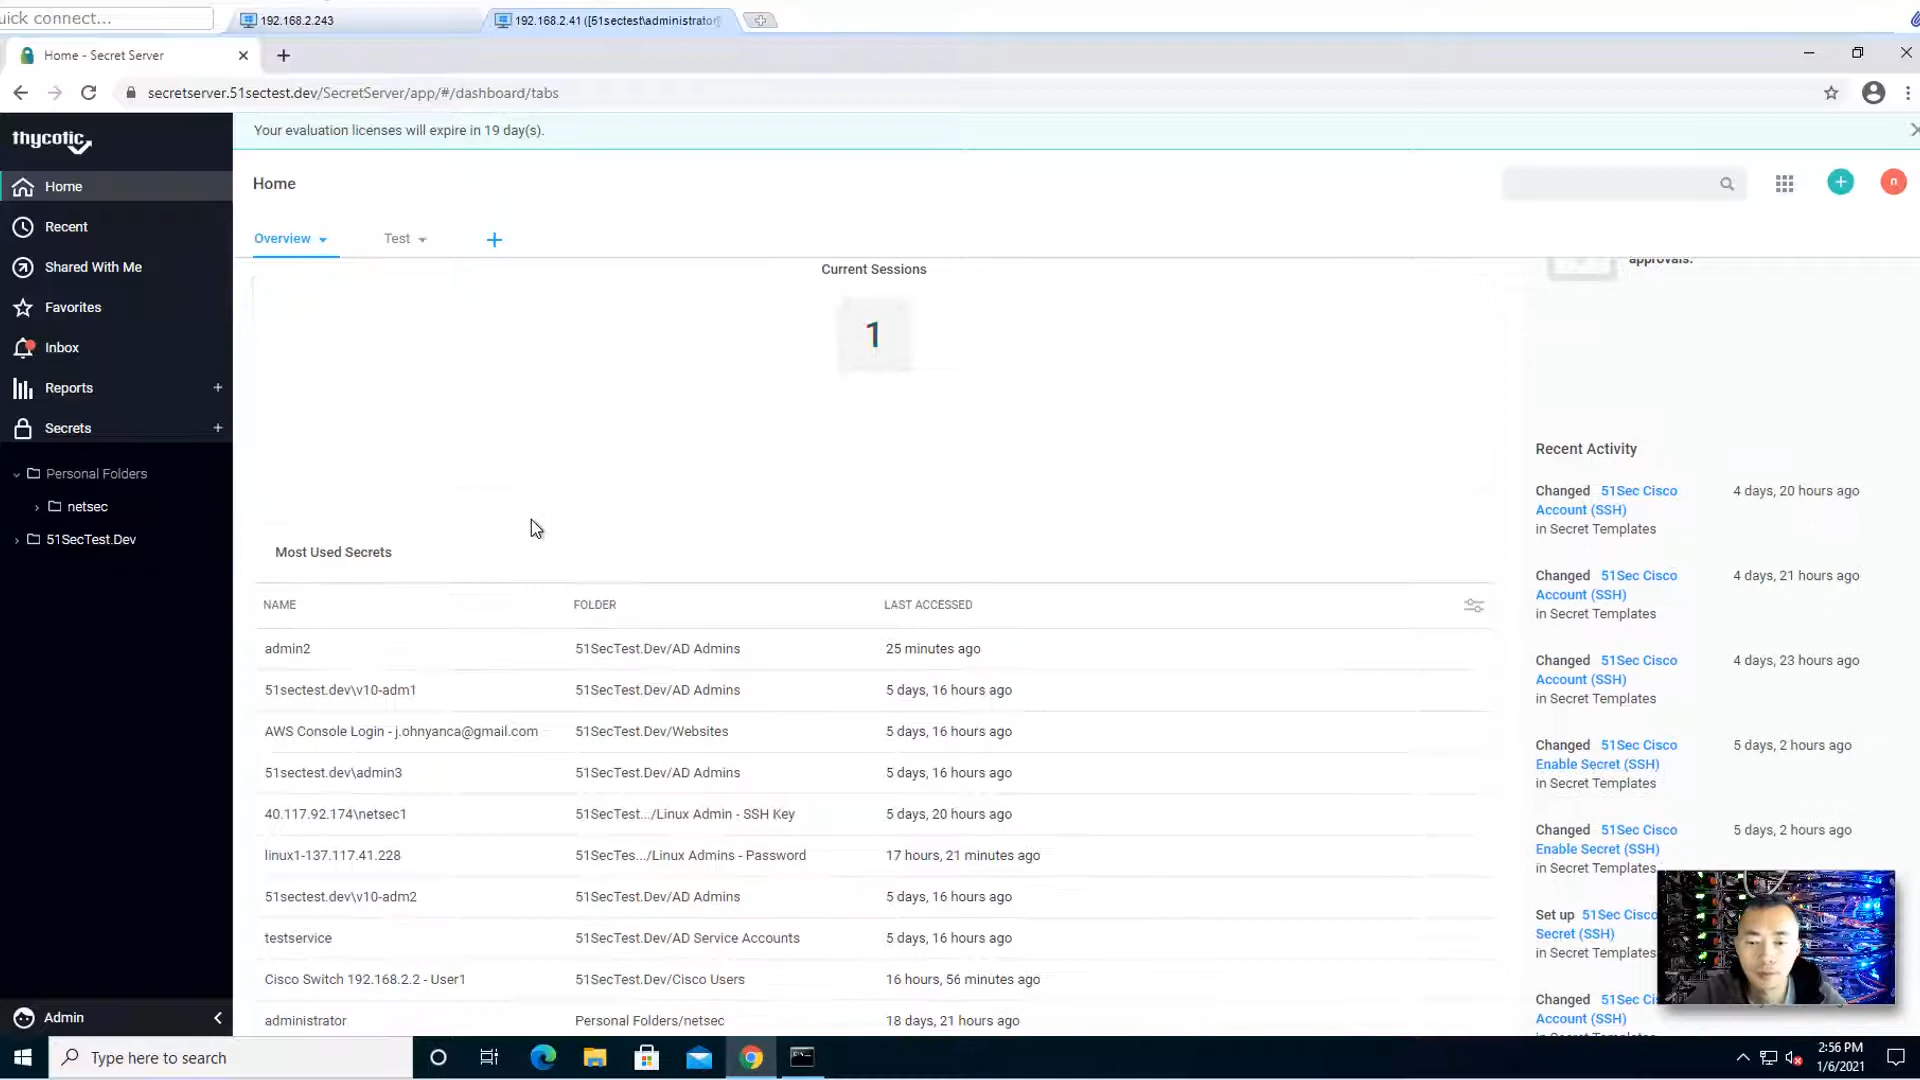 uick connect...
192.168.2.243
192.168.2.41 ([51sectest\administrator
Home - Secret Server
secretserver.51sectest.dev/SecretServer/app/#/dashboard/tabs
thycotic
Your evaluation licenses will expire in 19 day(s).
Home
Recent
Shared With Me
Favorites
Inbox
Reports
Secrets
Personal Folders
netsec
51SecTest.Dev
Admin
Home
n
Overview
Test
Current Sessions
1
approvals.
Most Used Secrets
NAME FOLDER LAST ACCESSED
admin2 51SecTest.Dev/AD Admins 25 minutes ago
51sectest.dev\v10-adm1 51SecTest.Dev/AD Admins 5 days, 16 hours ago
AWS Console Login - j.ohnyanca@gmail.com 51SecTest.Dev/Websites 5 days, 16 hours ago
51sectest.dev\admin3 51SecTest.Dev/AD Admins 5 days, 16 hours ago
40.117.92.174\netsec1 51SecTest.../Linux Admin - SSH Key 5 days, 20 hours ago
linux1-137.117.41.228 51SecTes.../Linux Admins - Password 17 hours, 21 minutes ago
51sectest.dev\v10-adm2 51SecTest.Dev/AD Admins 5 days, 16 hours ago
testservice 51SecTest.Dev/AD Service Accounts 5 days, 16 hours ago
Cisco Switch 192.168.2.2 - User1 51SecTest.Dev/Cisco Users 16 hours, 56 minutes ago
administrator Personal Folders/netsec 18 days, 21 hours ago
Recent Activity
Changed 51Sec Cisco 4 days, 20 hours ago
Account (SSH)
in Secret Templates
Changed 51Sec Cisco 4 days, 21 hours ago
Account (SSH)
in Secret Templates
Changed 51Sec Cisco 4 days, 23 hours ago
Account (SSH)
in Secret Templates
Changed 51Sec Cisco 5 days, 2 hours ago
Enable Secret (SSH)
in Secret Templates
Changed 51Sec Cisco 5 days, 2 hours ago
Enable Secret (SSH)
in Secret Templates
Set up 51Sec Cisco
Secret (SSH)
in Secret Templates
Changed 51Sec Ci
Account (SSH)
Type here to search
2:56 PM
1/6/2021